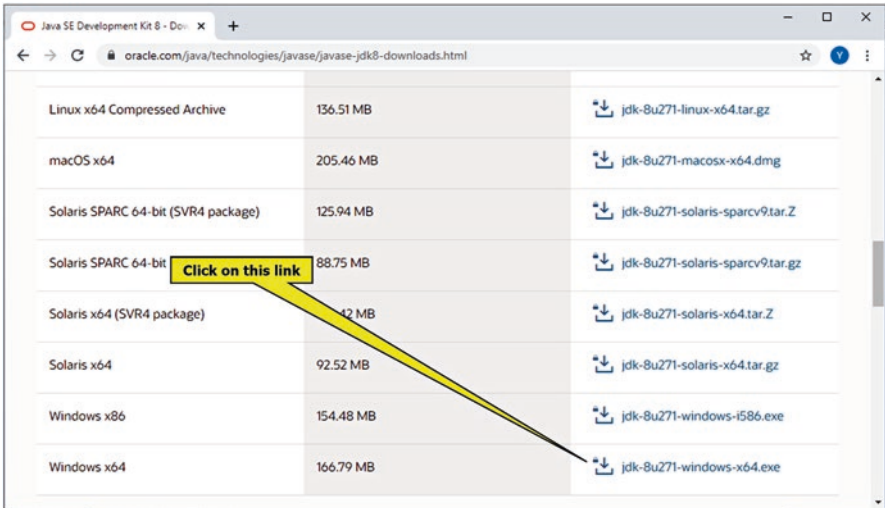 Java SE Development Kit 8 - Dov
oracle.com/java/technologies/javase/javase-jdk8-downloads.html
Y
Linux x64 Compressed Archive 136.51 MB jdk-8u271-linux-x64.tar.gz
macOS x64 205.46 MB jdk-8u271-macosx-x64.dmg
Solaris SPARC 64-bit (SVR4 package) 125.94 MB jdk-8u271-solaris-sparcv9.tar.Z
Solaris SPARC 64-bit 88.75 MB jdk-8u271-solaris-sparcv9.tar.gz
Click on this link
Solaris x64 (SVR4 package) MB jdk-8u271-solaris-x64.tar.Z
Solaris x64 92.52 MB jdk-8u271-solaris-x64.tar.gz
Windows x86 154.48 MB jdk-8u271-windows-i586.exe
Windows x64 166.79 MB jdk-8u271-windows-x64.exe